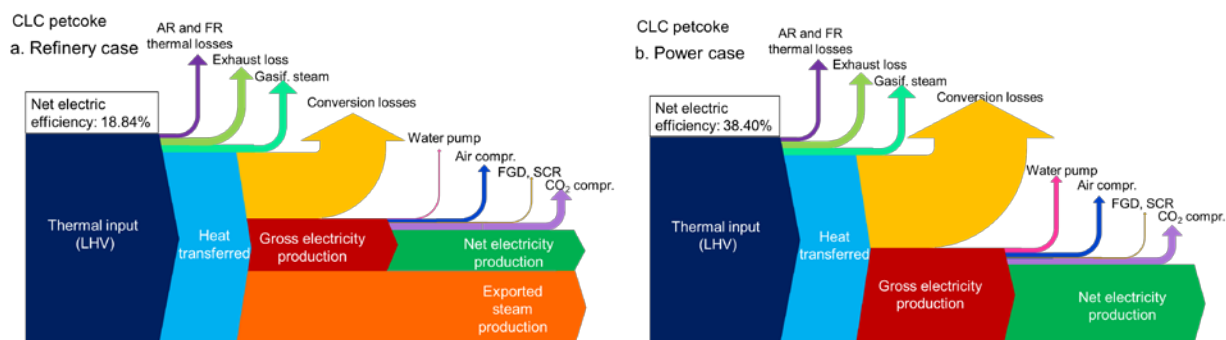 CLC petcoke
a. Refinery case
AR and FR
thermal losses
Exhaust loss
Gasif. steam
Conversion losses
Net electric
efficiency: 18.84%
Water pump
Air compr.
FGD, SCR
CO₂ compr.
Thermal input
(LHV)
Heat
transferred
Gross electricity
production
Net electricity
production
Exported
steam
production
CLC petcoke
b. Power case
AR and FR
thermal losses
Exhaust loss
Gasif. steam
Conversion losses
Net electric
efficiency: 38.40%
Water pump
Air compr.
FGD, SCR
CO₂ compr.
Thermal input
(LHV)
Heat
transferred
Gross electricity
production
Net electricity
production